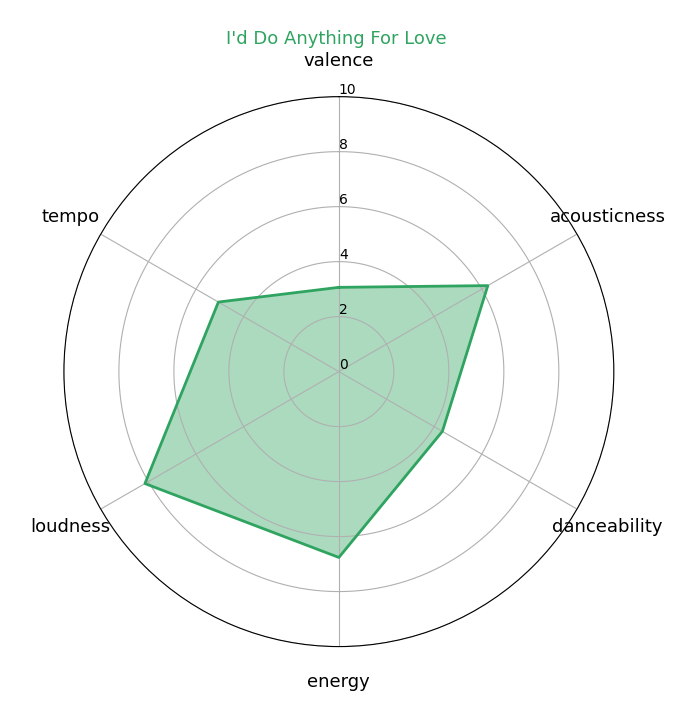 I'd Do Anything For Love
valence
10
8
6
4
2
0
tempo
acousticness
loudness
danceability
energy